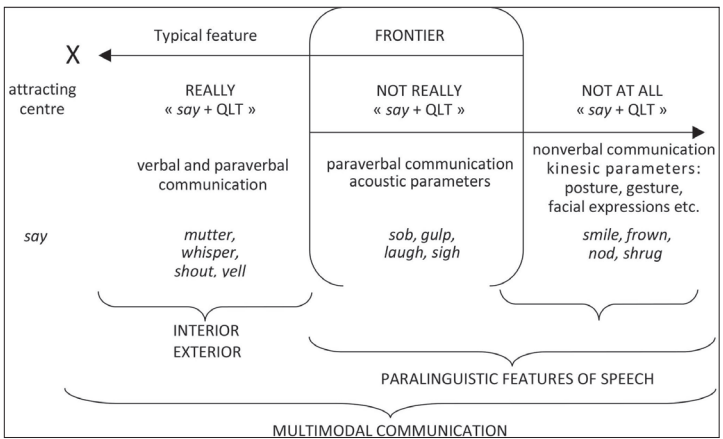 Typical feature
FRONTIER
X
attracting
centre
REALLY
« say + QLT »
NOT REALLY
« say + QLT »
NOT AT ALL
« say + QLT »
verbal and paraverbal
communication
paraverbal communication
acoustic parameters
nonverbal communication
kinesic parameters:
posture, gesture,
facial expressions etc.
say
mutter,
whisper,
shout, yell
sob, gulp,
laugh, sigh
smile, frown,
nod, shrug
INTERIOR
EXTERIOR
PARALINGUISTIC FEATURES OF SPEECH
MULTIMODAL COMMUNICATION